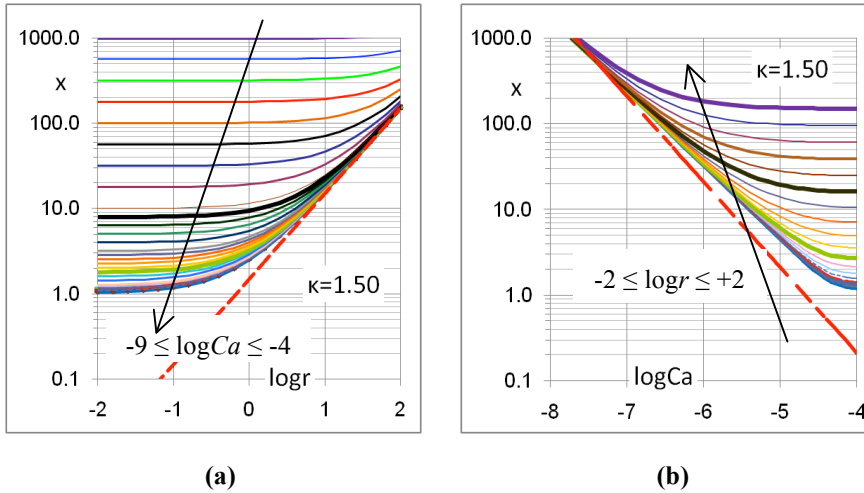 1000.0
x
100.0
10.0
κ=1.50
1.0
-9 ≤ logCa ≤ -4
logr
0.1
-2 -1 0 1 2
(a)
1000.0
x
κ=1.50
100.0
10.0
-2 ≤ logr ≤ +2
1.0
logCa
0.1
-8 -7 -6 -5 -4
(b)